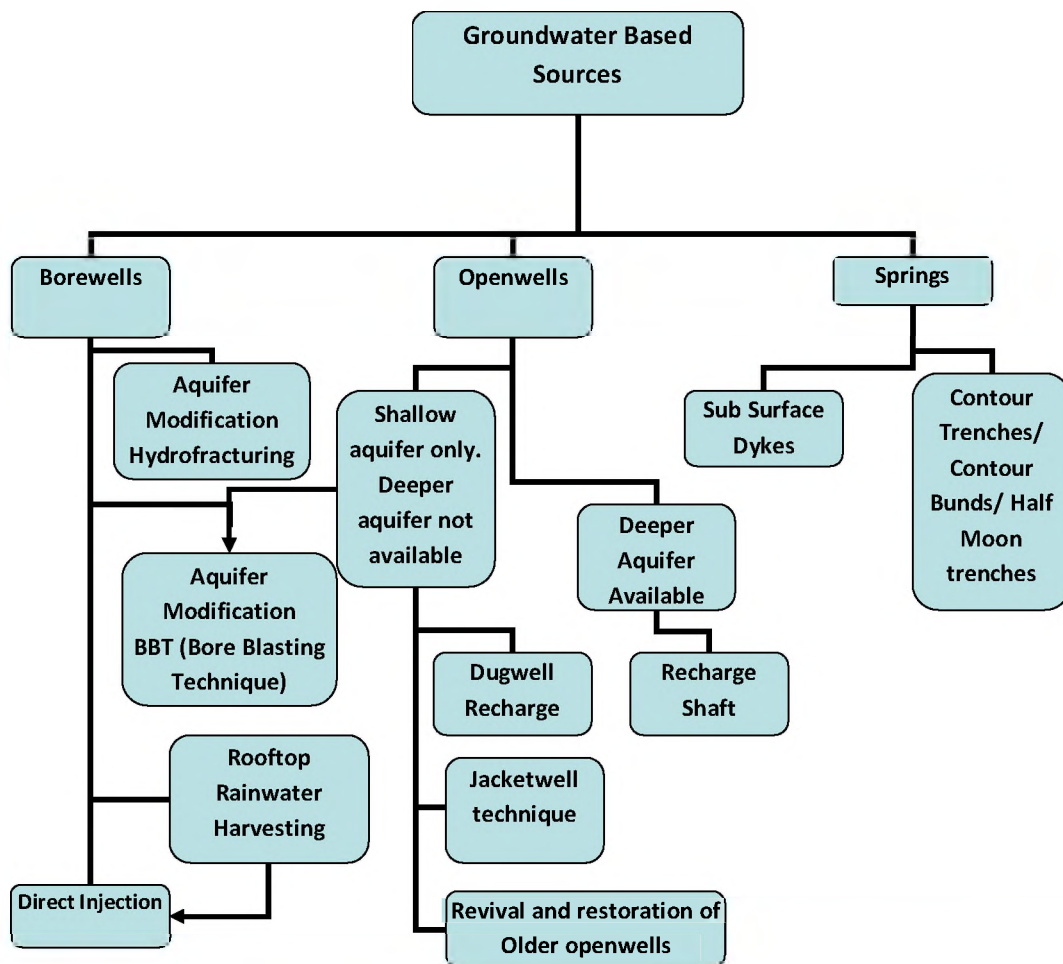 Groundwater Based
Sources
Borewells
Openwells
Springs
Aquifer
Modification
Hydrofracturing
Shallow
aquifer only.
Deeper
aquifer not
available
Sub Surface
Dykes
Contour
Trenches/
Contour
Bunds/ Half
Moon
trenches
Deeper
Aquifer
Available
Aquifer
Modification
BBT (Bore Blasting
Technique)
Dugwell
Recharge
Recharge
Shaft
Rooftop
Rainwater
Harvesting
Jacketwell
technique
Direct Injection
Revival and restoration of
Older openwells